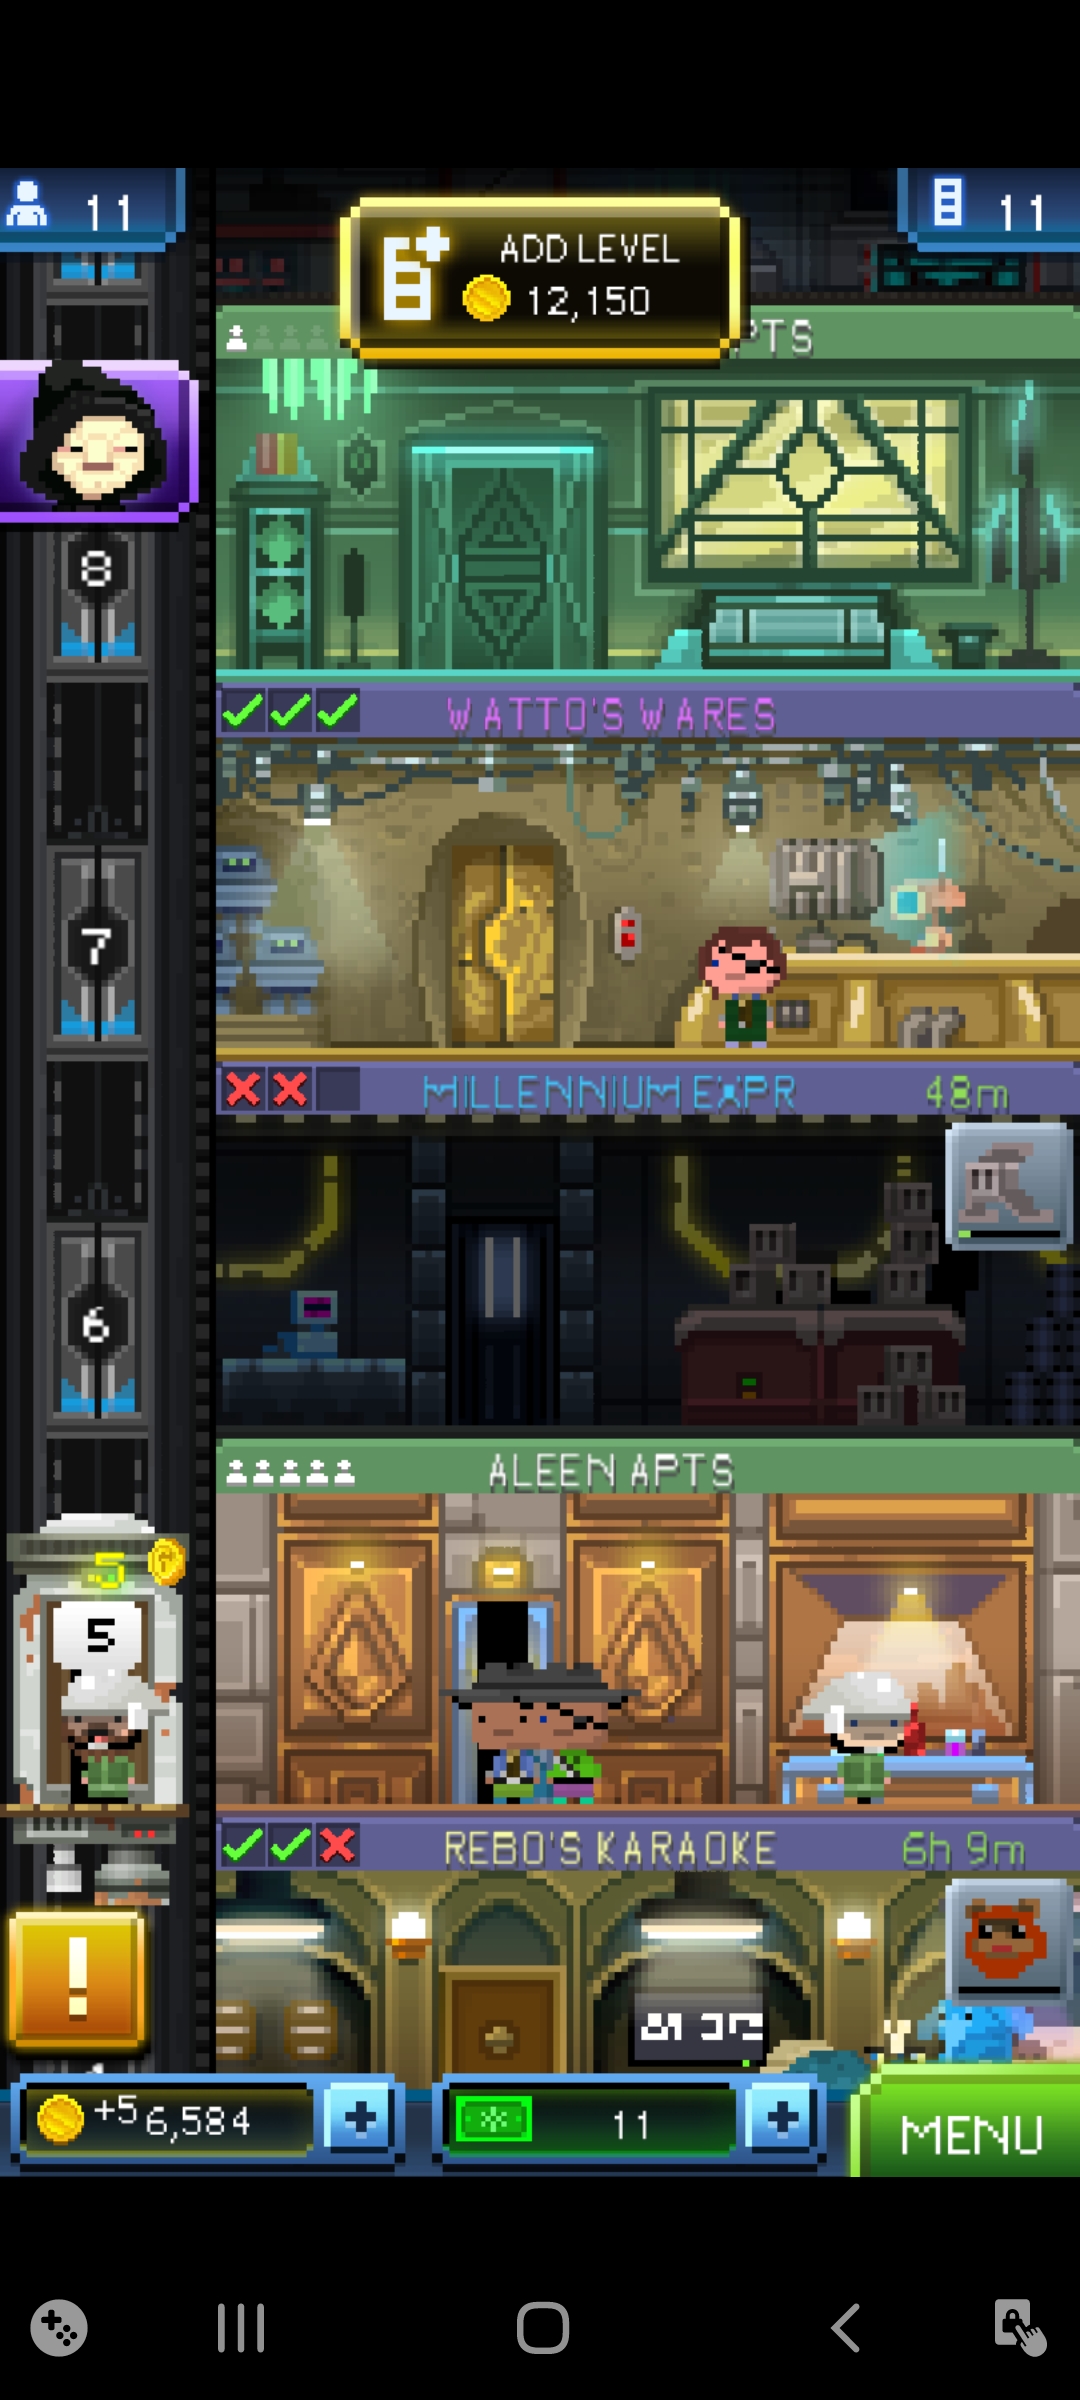 11
11
ADD LEVEL
12,150
PTS
8
WATTO'S WARES
7
MILLENNIUM EXPR
48m
6
ALEEN APTS
5
5
REBO'S KARAOKE
6h 9m
!
+5
6,584
11
MENU